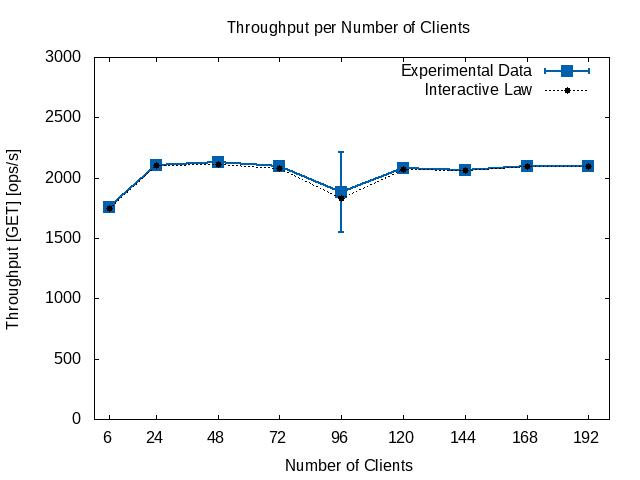 Throughput per Number of Clients
Experimental Data
Interactive Law
3000
2500
2000
1500
1000
500
0
Throughput [GET] [ops/s]
6 24 48 72 96 120 144 168 192
Number of Clients